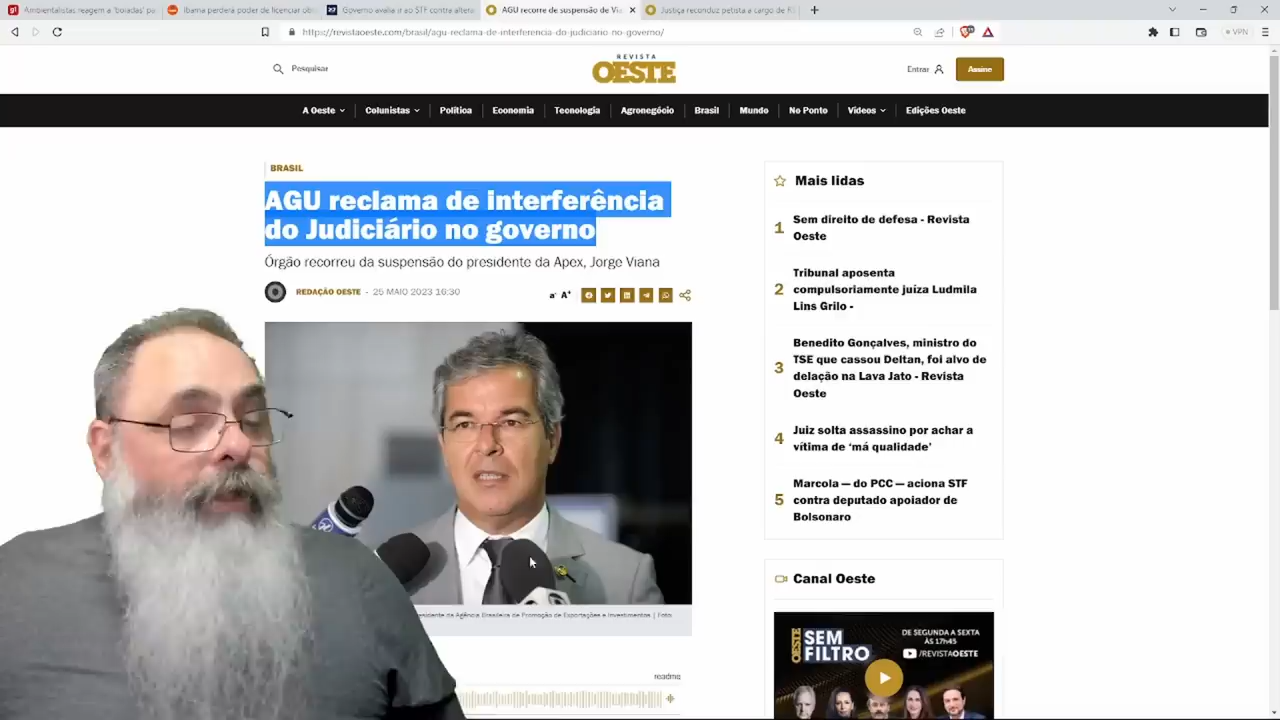 Ambientalistas reagem a 'boiadas' pa
Ibama perderá poder de licenciar obr
Governo avalia ir ao STF contra altera
AGU recorre de suspensão de Via
Justiça reconduz petista a cargo de R
https://revistaoeste.com/brasil/agu-reclama-de-interferencia-do-judiciario-no-governo/
VPN
Pesquisar
REVISTA
OESTE
Entrar
Assine
A Oeste
Colunistas
Política
Economia
Tecnologia
Agronegócio
Brasil
Mundo
No Ponto
Vídeos
Edições Oeste
BRASIL
AGU reclama de interferência
do Judiciário no governo
Órgão recorreu da suspensão do presidente da Apex, Jorge Viana
REDAÇÃO OESTE - 25 MAIO 2023 16:30
a- A+
esidente da Agência Brasileira de Promoção de Exportações e Investimentos | Foto
readme
Mais lidas
1 Sem direito de defesa - Revista
Oeste
2 Tribunal aposenta
compulsoriamente juíza Ludmila
Lins Grilo -
3 Benedito Gonçalves, ministro do
TSE que cassou Deltan, foi alvo de
delação na Lava Jato - Revista
Oeste
4 Juiz solta assassino por achar a
vítima de ‘má qualidade’
5 Marcola — do PCC — aciona STF
contra deputado apoiador de
Bolsonaro
Canal Oeste
OESTE
SEM
FILTRO
DE SEGUNDA A SEXTA
ÀS 17h45
/REVISTAOESTE